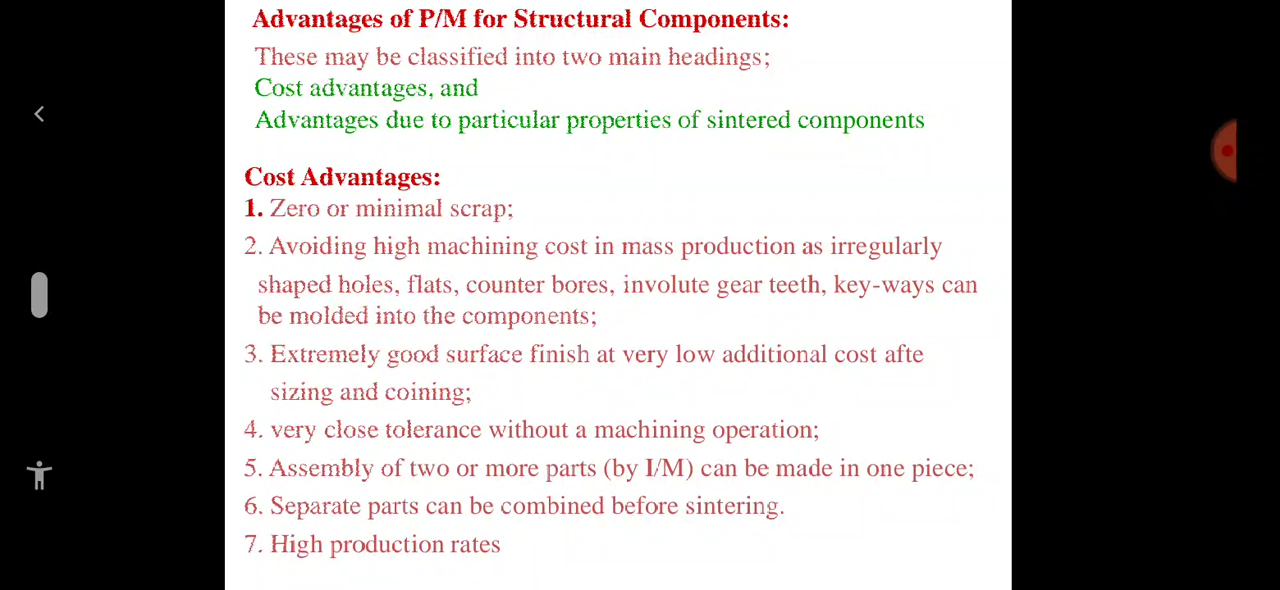 Advantages of P/M for Structural Components:
These may be classified into two main headings;
Cost advantages, and
Advantages due to particular properties of sintered components
Cost Advantages:
1. Zero or minimal scrap;
2. Avoiding high machining cost in mass production as irregularly
shaped holes, flats, counter bores, involute gear teeth, key-ways can
be molded into the components;
3. Extremely good surface finish at very low additional cost afte
sizing and coining;
4. very close tolerance without a machining operation;
5. Assembly of two or more parts (by I/M) can be made in one piece;
6. Separate parts can be combined before sintering.
7. High production rates